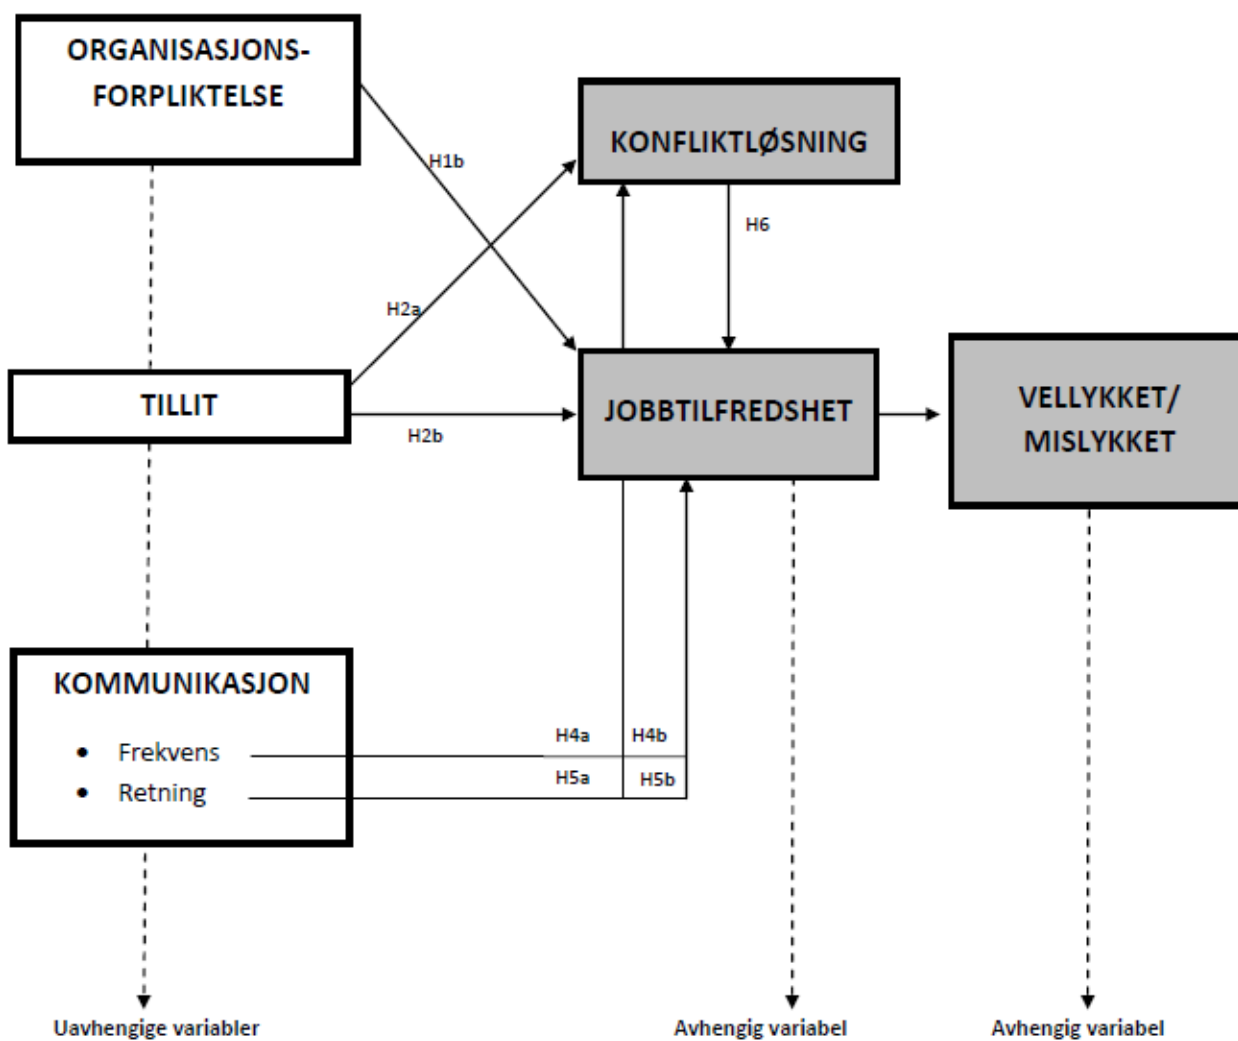 ORGANISASJONS-
FORPLIKTELSE
KONFLIKTLØSNING
H1b
H6
H2a
TILLIT
H2b
JOBBTILFREDSHET
VELLYKKET/
MISLYKKET
KOMMUNIKASJON
• Frekvens
• Retning
H4a
H4b
H5a
H5b
Uavhengige variabler
Avhengig variabel
Avhengig variabel